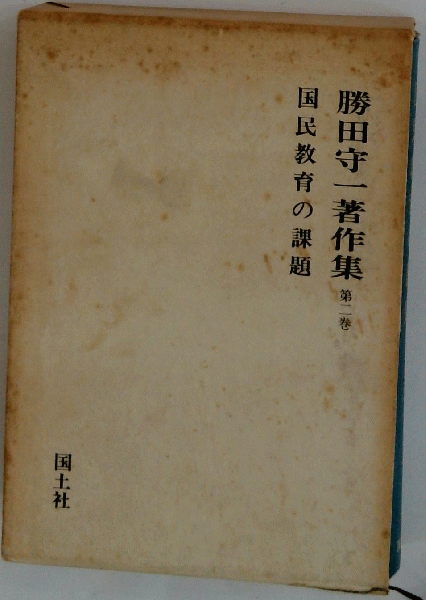 勝田守一著作集 第二巻
国民教育の課題
国土社